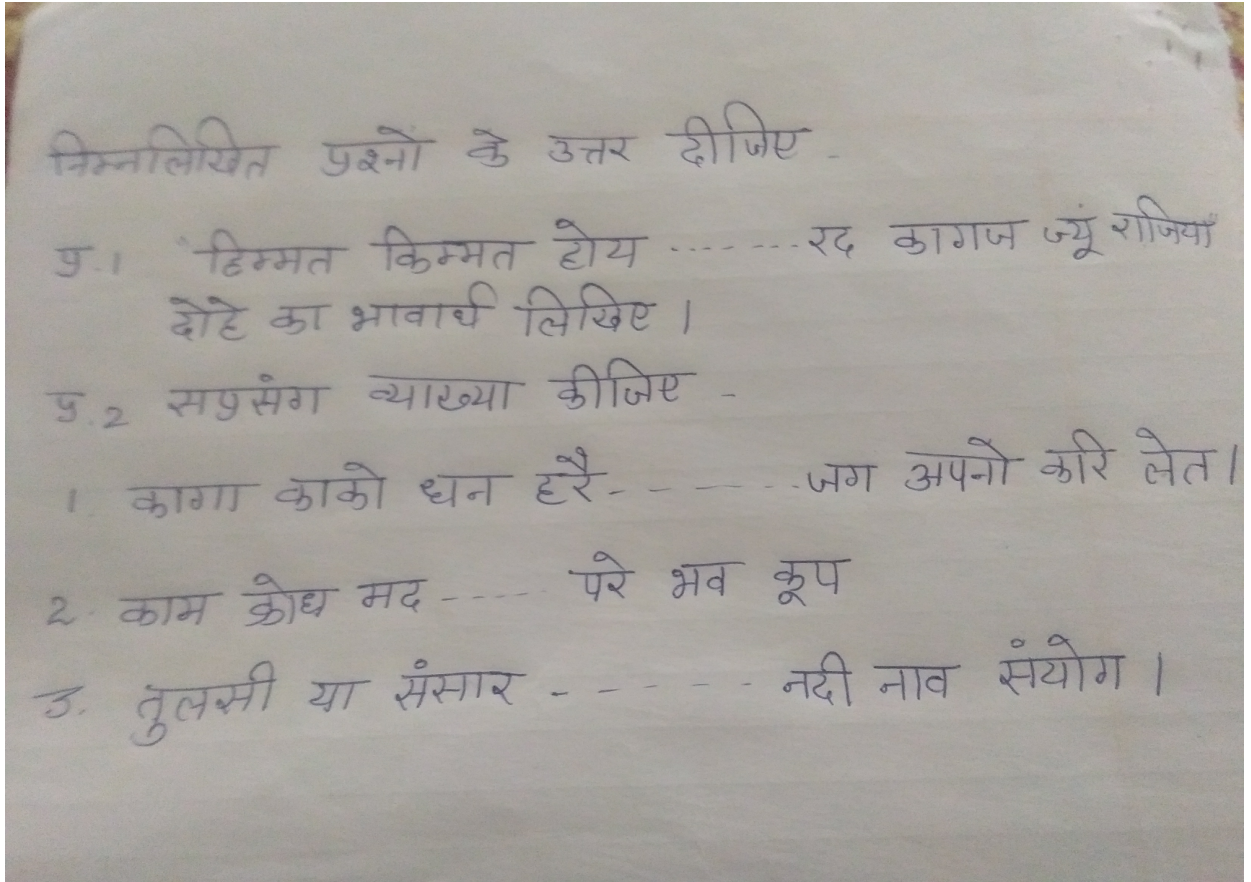 निम्नलिखित प्रश्नों के उत्तर दीजिए -
प्र.1 हिम्मत किम्मत होय ....... रद कागज ज्यूं राजिया
दोहे का भावार्थ लिखिए ।
प्र.2 सप्रसंग व्याख्या कीजिए -
1. कागा काको धन हरै- - - - - ... जग अपनो करि लेत।
2. काम क्रोध मद ----- परे भव कूप
3. तुलसी या संसार - - - - - - नदी नाव संयोग ।